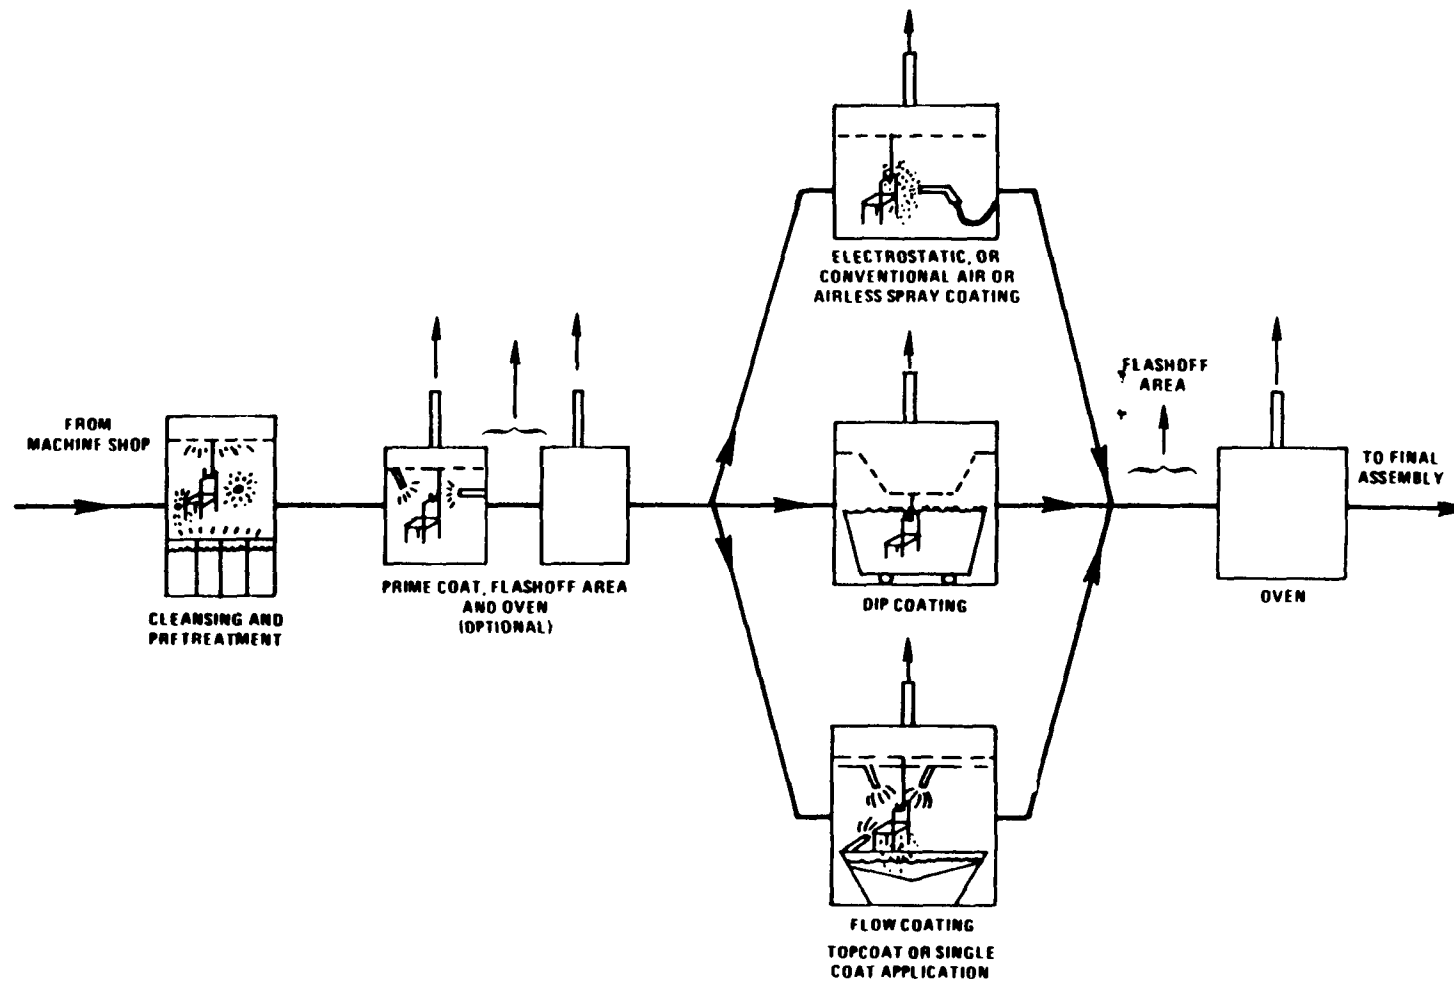 FROM
MACHINE SHOP
CLEANSING AND
PRETREATMENT
PRIME COAT, FLASHOFF AREA
AND OVEN
(OPTIONAL)
ELECTROSTATIC, OR
CONVENTIONAL AIR OR
AIRLESS SPRAY COATING
DIP COATING
FLOW COATING
TOPCOAT OR SINGLE
COAT APPLICATION
FLASHOFF
AREA
OVEN
TO FINAL
ASSEMBLY